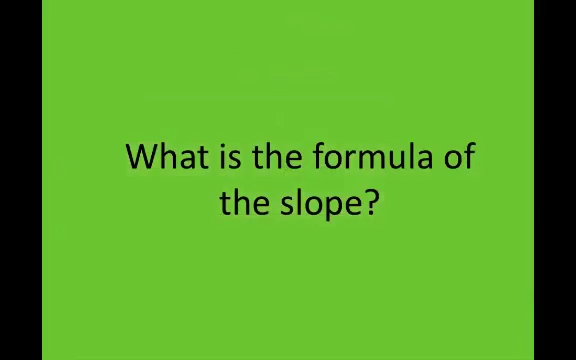 What is the formula of
the slope?